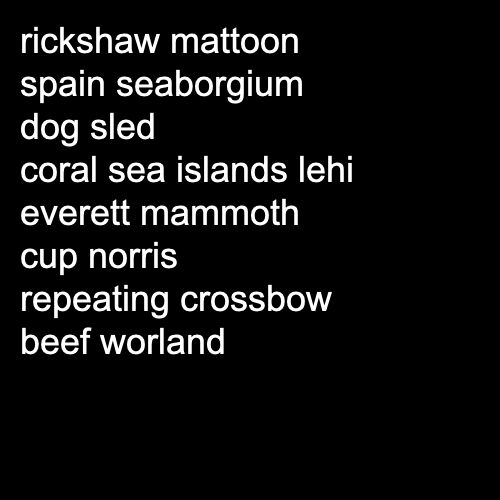 rickshaw mattoon
spain seaborgium
dog sled
coral sea islands lehi
everett mammoth
cup norris
repeating crossbow
beef worland